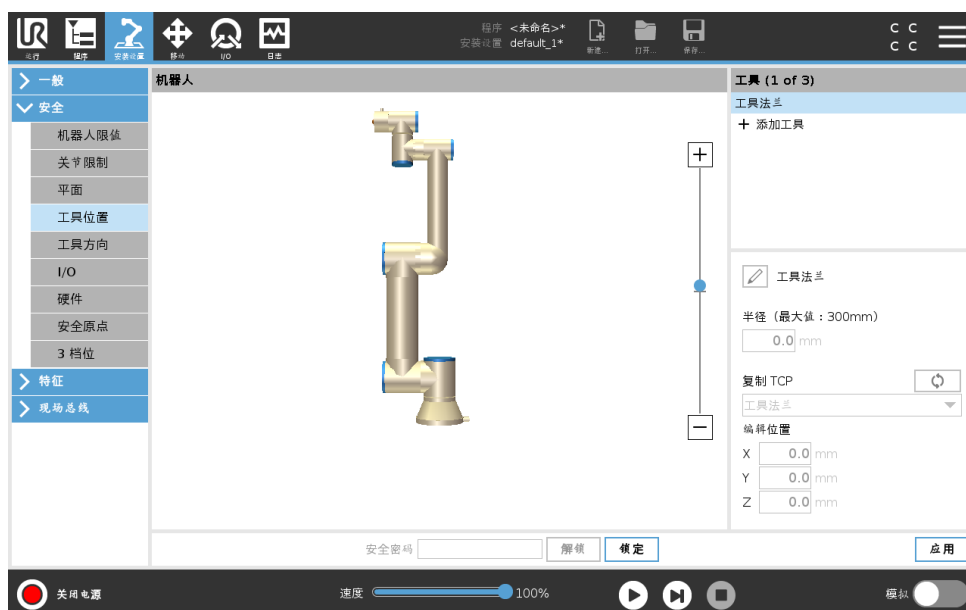 UR
程序 <未命名>*
安装设置 default_1*
C C
C C
运行 程序 安装设置 移动 I/O 日志 新建... 打开... 保存...
一般
安全
机器人限值
关节限制
平面
工具位置
工具方向
I/O
硬件
安全原点
3 档位
特征
现场总线
机器人
+
−
工具 (1 of 3)
工具法兰
+ 添加工具
工具法兰
半径（最大值：300mm）
0.0 mm
复制 TCP
工具法兰
编辑位置
X 0.0 mm
Y 0.0 mm
Z 0.0 mm
安全密码 解锁 锁定 应用
关闭电源 速度 100% 模拟